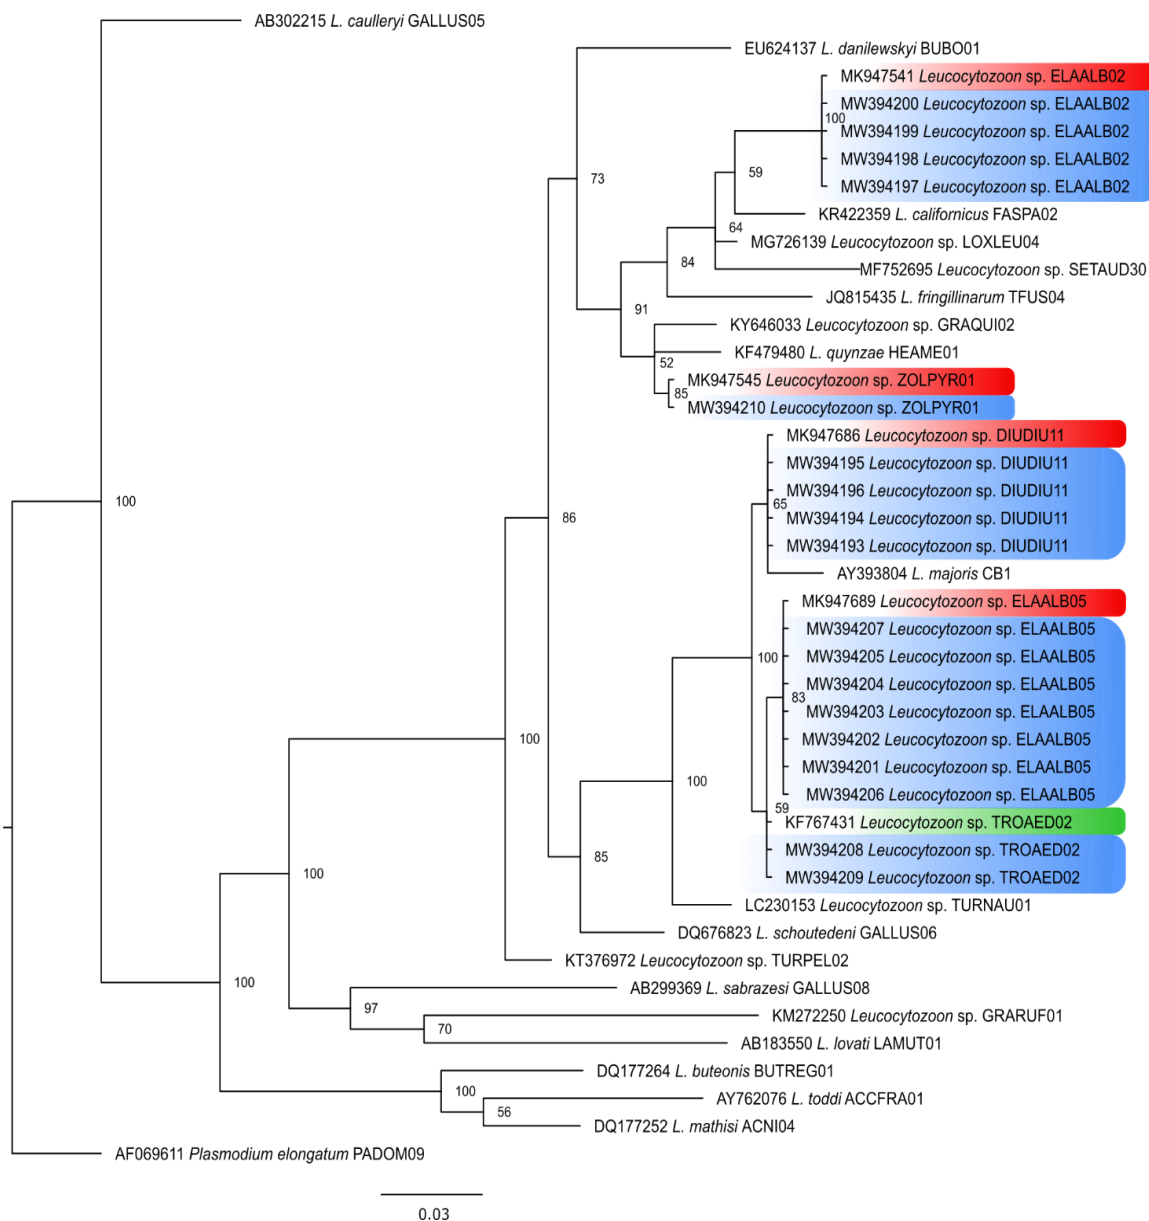 AB302215 L. caulleryi GALLUS05
EU624137 L. danilewskyi BUBO01
MK947541 Leucocytozoon sp. ELAALB02
MW394200 Leucocytozoon sp. ELAALB02
100
MW394199 Leucocytozoon sp. ELAALB02
MW394198 Leucocytozoon sp. ELAALB02
59
73
MW394197 Leucocytozoon sp. ELAALB02
KR422359 L. californicus FASPA02
64
MG726139 Leucocytozoon sp. LOXLEU04
84
MF752695 Leucocytozoon sp. SETAUD30
JQ815435 L. fringillinarum TFUS04
91
KY646033 Leucocytozoon sp. GRAQUI02
KF479480 L. quynzae HEAME01
52
MK947545 Leucocytozoon sp. ZOLPYR01
85
MW394210 Leucocytozoon sp. ZOLPYR01
MK947686 Leucocytozoon sp. DIUDIU11
MW394195 Leucocytozoon sp. DIUDIU11
MW394196 Leucocytozoon sp. DIUDIU11
100
65
86
MW394194 Leucocytozoon sp. DIUDIU11
MW394193 Leucocytozoon sp. DIUDIU11
AY393804 L. majoris CB1
MK947689 Leucocytozoon sp. ELAALB05
MW394207 Leucocytozoon sp. ELAALB05
100
MW394205 Leucocytozoon sp. ELAALB05
MW394204 Leucocytozoon sp. ELAALB05
83
MW394203 Leucocytozoon sp. ELAALB05
100
MW394202 Leucocytozoon sp. ELAALB05
MW394201 Leucocytozoon sp. ELAALB05
100
MW394206 Leucocytozoon sp. ELAALB05
59
KF767431 Leucocytozoon sp. TROAED02
MW394208 Leucocytozoon sp. TROAED02
85
100
MW394209 Leucocytozoon sp. TROAED02
LC230153 Leucocytozoon sp. TURNAU01
DQ676823 L. schoutedeni GALLUS06
KT376972 Leucocytozoon sp. TURPEL02
100
AB299369 L. sabrazesi GALLUS08
97
KM272250 Leucocytozoon sp. GRARUF01
70
AB183550 L. lovati LAMUT01
DQ177264 L. buteonis BUTREG01
100
AY762076 L. toddi ACCFRA01
56
DQ177252 L. mathisi ACNI04
AF069611 Plasmodium elongatum PADOM09
0.03